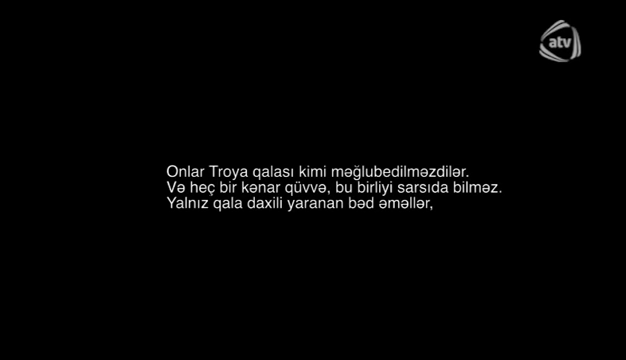 atv
Onlar Troya qalası kimi məğlubedilməzdilər.
Və heç bir kənar qüvvə, bu birliyi sarsıda bilməz.
Yalnız qala daxili yaranan bəd əməllər,